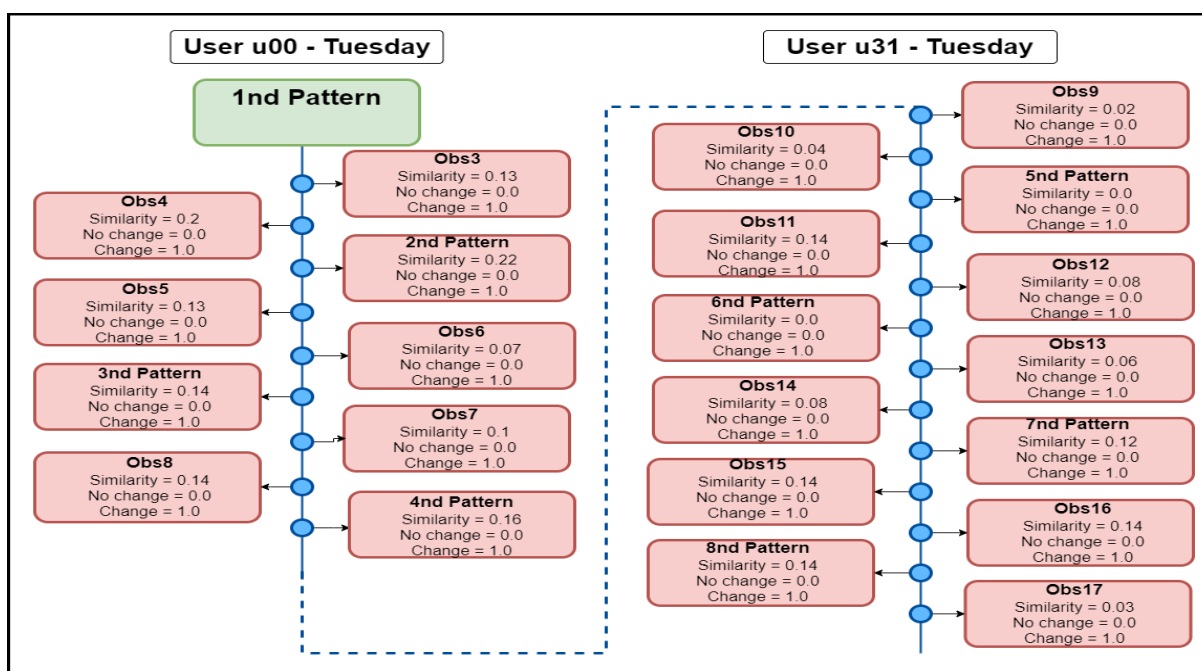 User u00 - Tuesday
1nd Pattern
Obs3
Similarity = 0.13
No change = 0.0
Change = 1.0
Obs4
Similarity = 0.2
No change = 0.0
Change = 1.0
2nd Pattern
Similarity = 0.22
No change = 0.0
Change = 1.0
Obs5
Similarity = 0.13
No change = 0.0
Change = 1.0
Obs6
Similarity = 0.07
No change = 0.0
Change = 1.0
3nd Pattern
Similarity = 0.14
No change = 0.0
Change = 1.0
Obs7
Similarity = 0.1
No change = 0.0
Change = 1.0
Obs8
Similarity = 0.14
No change = 0.0
Change = 1.0
4nd Pattern
Similarity = 0.16
No change = 0.0
Change = 1.0
User u31 - Tuesday
Obs9
Similarity = 0.02
No change = 0.0
Change = 1.0
Obs10
Similarity = 0.04
No change = 0.0
Change = 1.0
5nd Pattern
Similarity = 0.0
No change = 0.0
Change = 1.0
Obs11
Similarity = 0.14
No change = 0.0
Change = 1.0
Obs12
Similarity = 0.08
No change = 0.0
Change = 1.0
6nd Pattern
Similarity = 0.0
No change = 0.0
Change = 1.0
Obs13
Similarity = 0.06
No change = 0.0
Change = 1.0
Obs14
Similarity = 0.08
No change = 0.0
Change = 1.0
7nd Pattern
Similarity = 0.12
No change = 0.0
Change = 1.0
Obs15
Similarity = 0.14
No change = 0.0
Change = 1.0
Obs16
Similarity = 0.14
No change = 0.0
Change = 1.0
8nd Pattern
Similarity = 0.14
No change = 0.0
Change = 1.0
Obs17
Similarity = 0.03
No change = 0.0
Change = 1.0